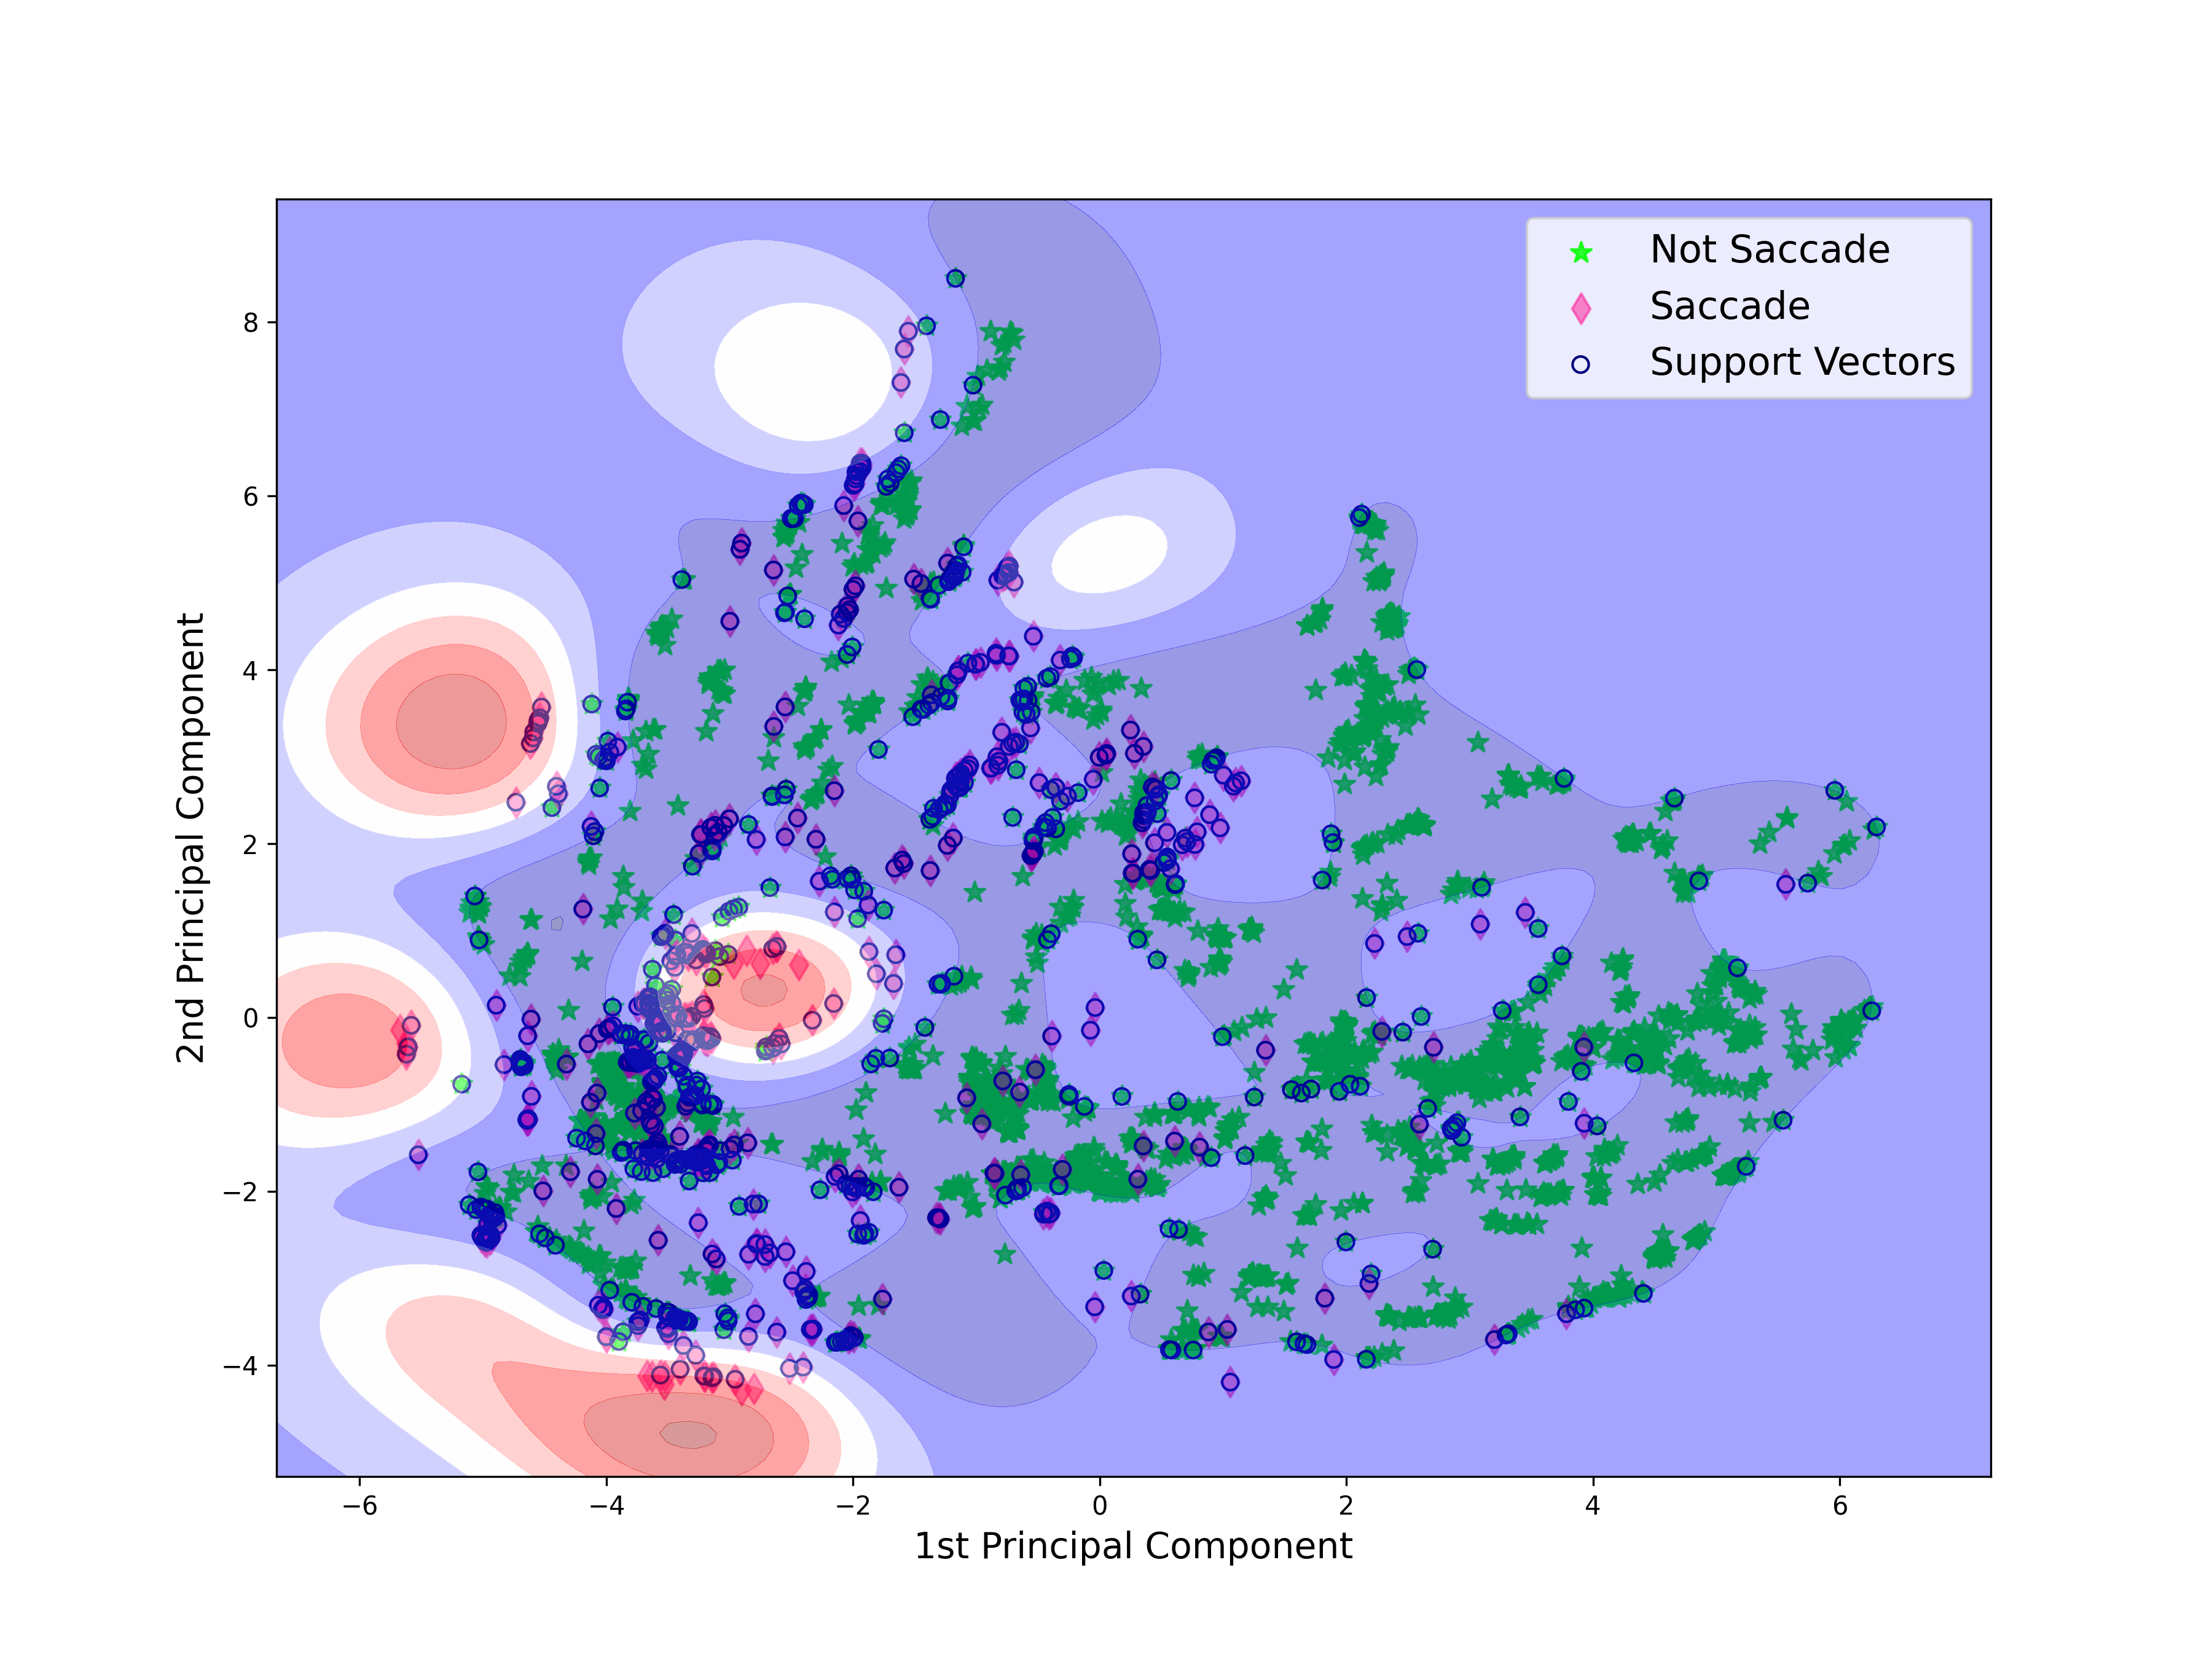 Not Saccade
Saccade
Support Vectors
8
6
4
2
0
−2
−4
2nd Principal Component
−6
−4
−2
0
2
4
6
1st Principal Component